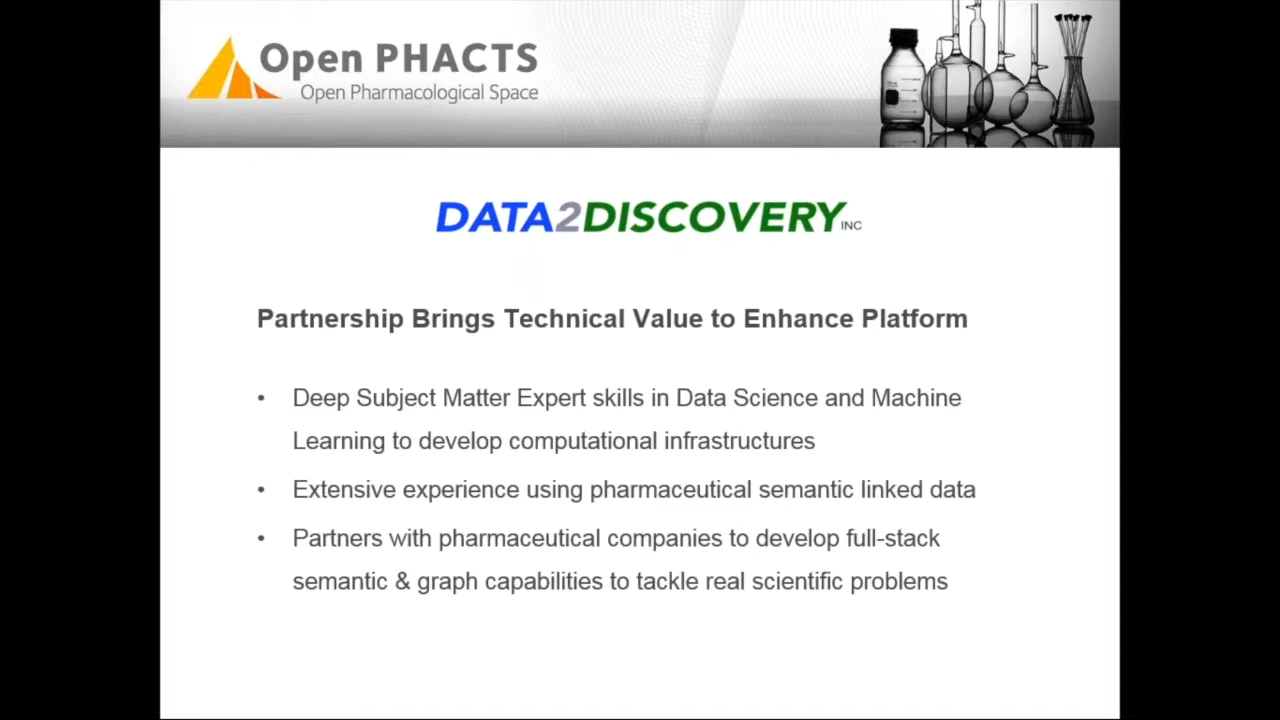 Open PHACTS
Open Pharmacological Space
DATA2DISCOVERY INC
Partnership Brings Technical Value to Enhance Platform
• Deep Subject Matter Expert skills in Data Science and Machine
Learning to develop computational infrastructures
• Extensive experience using pharmaceutical semantic linked data
• Partners with pharmaceutical companies to develop full-stack
semantic & graph capabilities to tackle real scientific problems